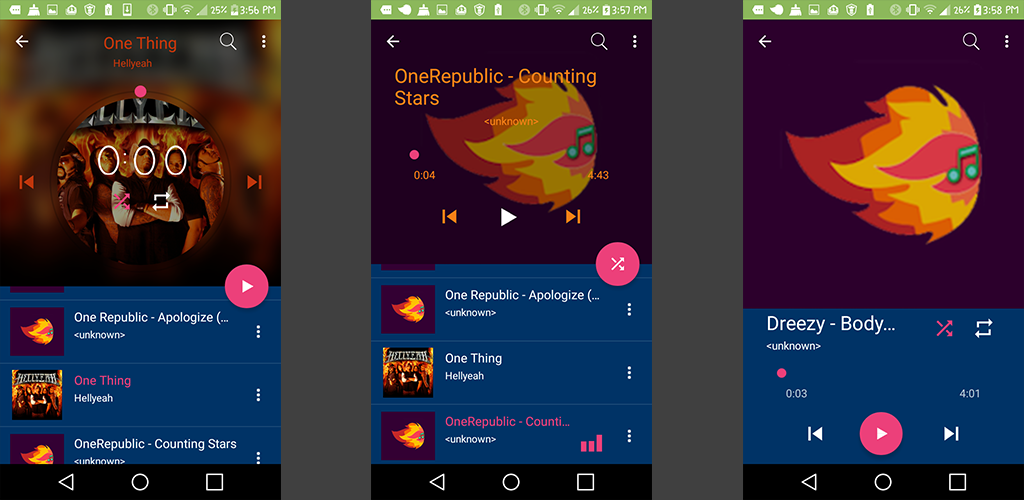 25% 3:56 PM
One Thing
Hellyeah
0:00
One Republic - Apologize (...
<unknown>
One Thing
Hellyeah
OneRepublic - Counting Stars
<unknown>
HELLYEAH
26% 3:57 PM
OneRepublic - Counting
Stars
<unknown>
0:04
4:43
One Republic - Apologize (...
<unknown>
One Thing
Hellyeah
OneRepublic - Counti...
<unknown>
HELLYEAH
26% 3:58 PM
Dreezy - Body...
<unknown>
0:03
4:01